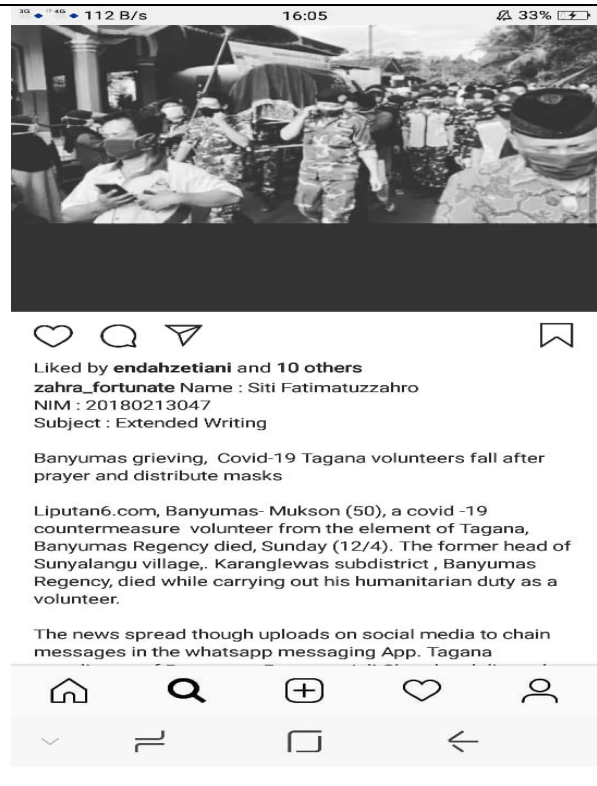 3G 4G 112 B/s 16:05 33%
Liked by endahzetiani and 10 others
zahra_fortunate Name : Siti Fatimatuzzahro
NIM : 20180213047
Subject : Extended Writing
Banyumas grieving, Covid-19 Tagana volunteers fall after
prayer and distribute masks
Liputan6.com, Banyumas- Mukson (50), a covid -19
countermeasure volunteer from the element of Tagana,
Banyumas Regency died, Sunday (12/4). The former head of
Sunyalangu village,. Karanglewas subdistrict , Banyumas
Regency, died while carrying out his humanitarian duty as a
volunteer.
The news spread though uploads on social media to chain
messages in the whatsapp messaging App. Tagana